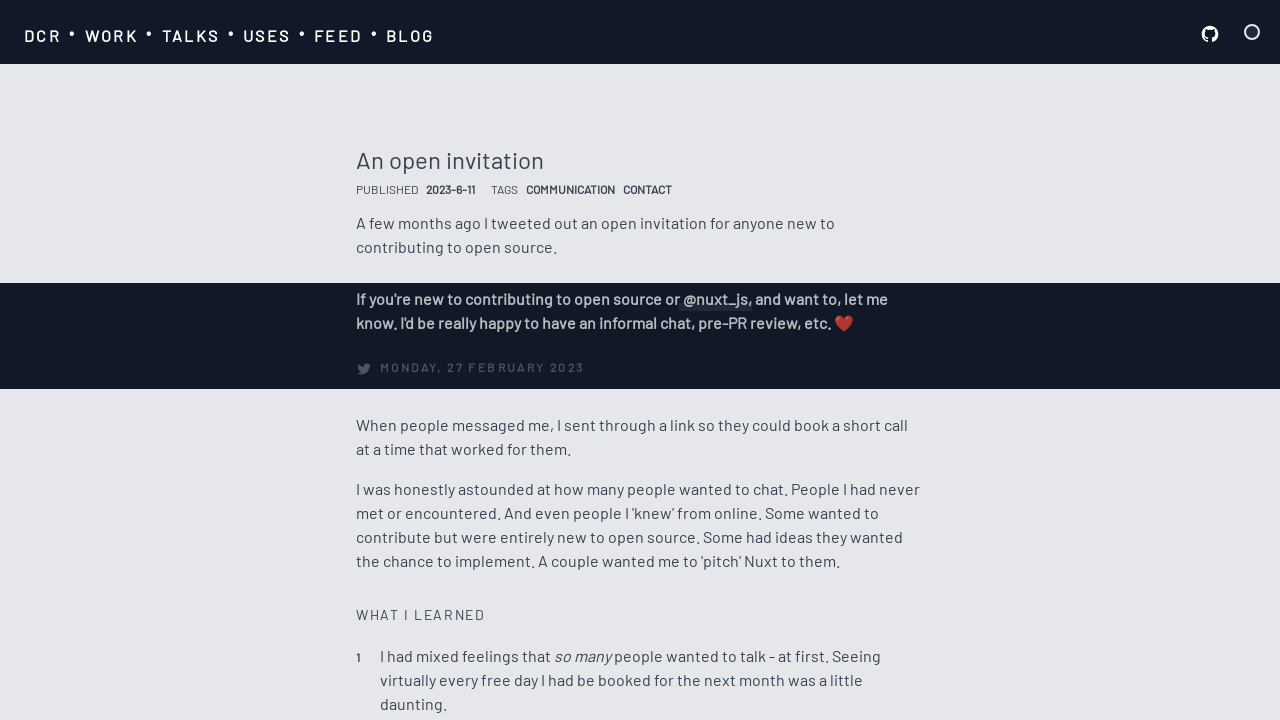 DCR • WORK • TALKS • USES • FEED • BLOG
An open invitation
PUBLISHED 2023-6-11 TAGS COMMUNICATION CONTACT
A few months ago I tweeted out an open invitation for anyone new to
contributing to open source.
If you're new to contributing to open source or @nuxt_js, and want to, let me
know. I'd be really happy to have an informal chat, pre-PR review, etc. ❤️
MONDAY, 27 FEBRUARY 2023
When people messaged me, I sent through a link so they could book a short call
at a time that worked for them.
I was honestly astounded at how many people wanted to chat. People I had never
met or encountered. And even people I 'knew' from online. Some wanted to
contribute but were entirely new to open source. Some had ideas they wanted
the chance to implement. A couple wanted me to 'pitch' Nuxt to them.
WHAT I LEARNED
1 I had mixed feelings that so many people wanted to talk - at first. Seeing
virtually every free day I had be booked for the next month was a little
daunting.